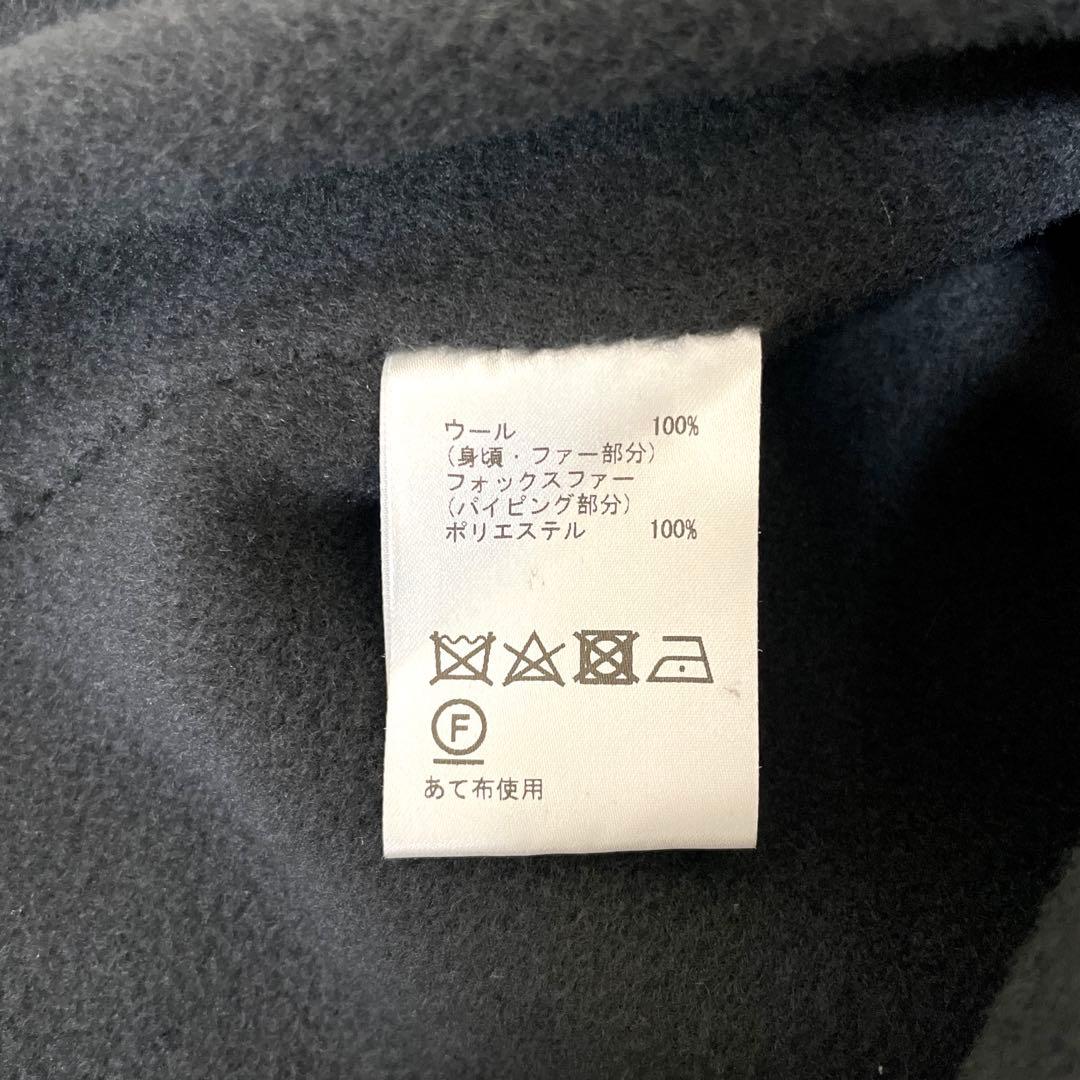 ウール 100%
(身頃・ファー部分)
フォックスファー
(パイピング部分)
ポリエステル 100%
F
あて布使用